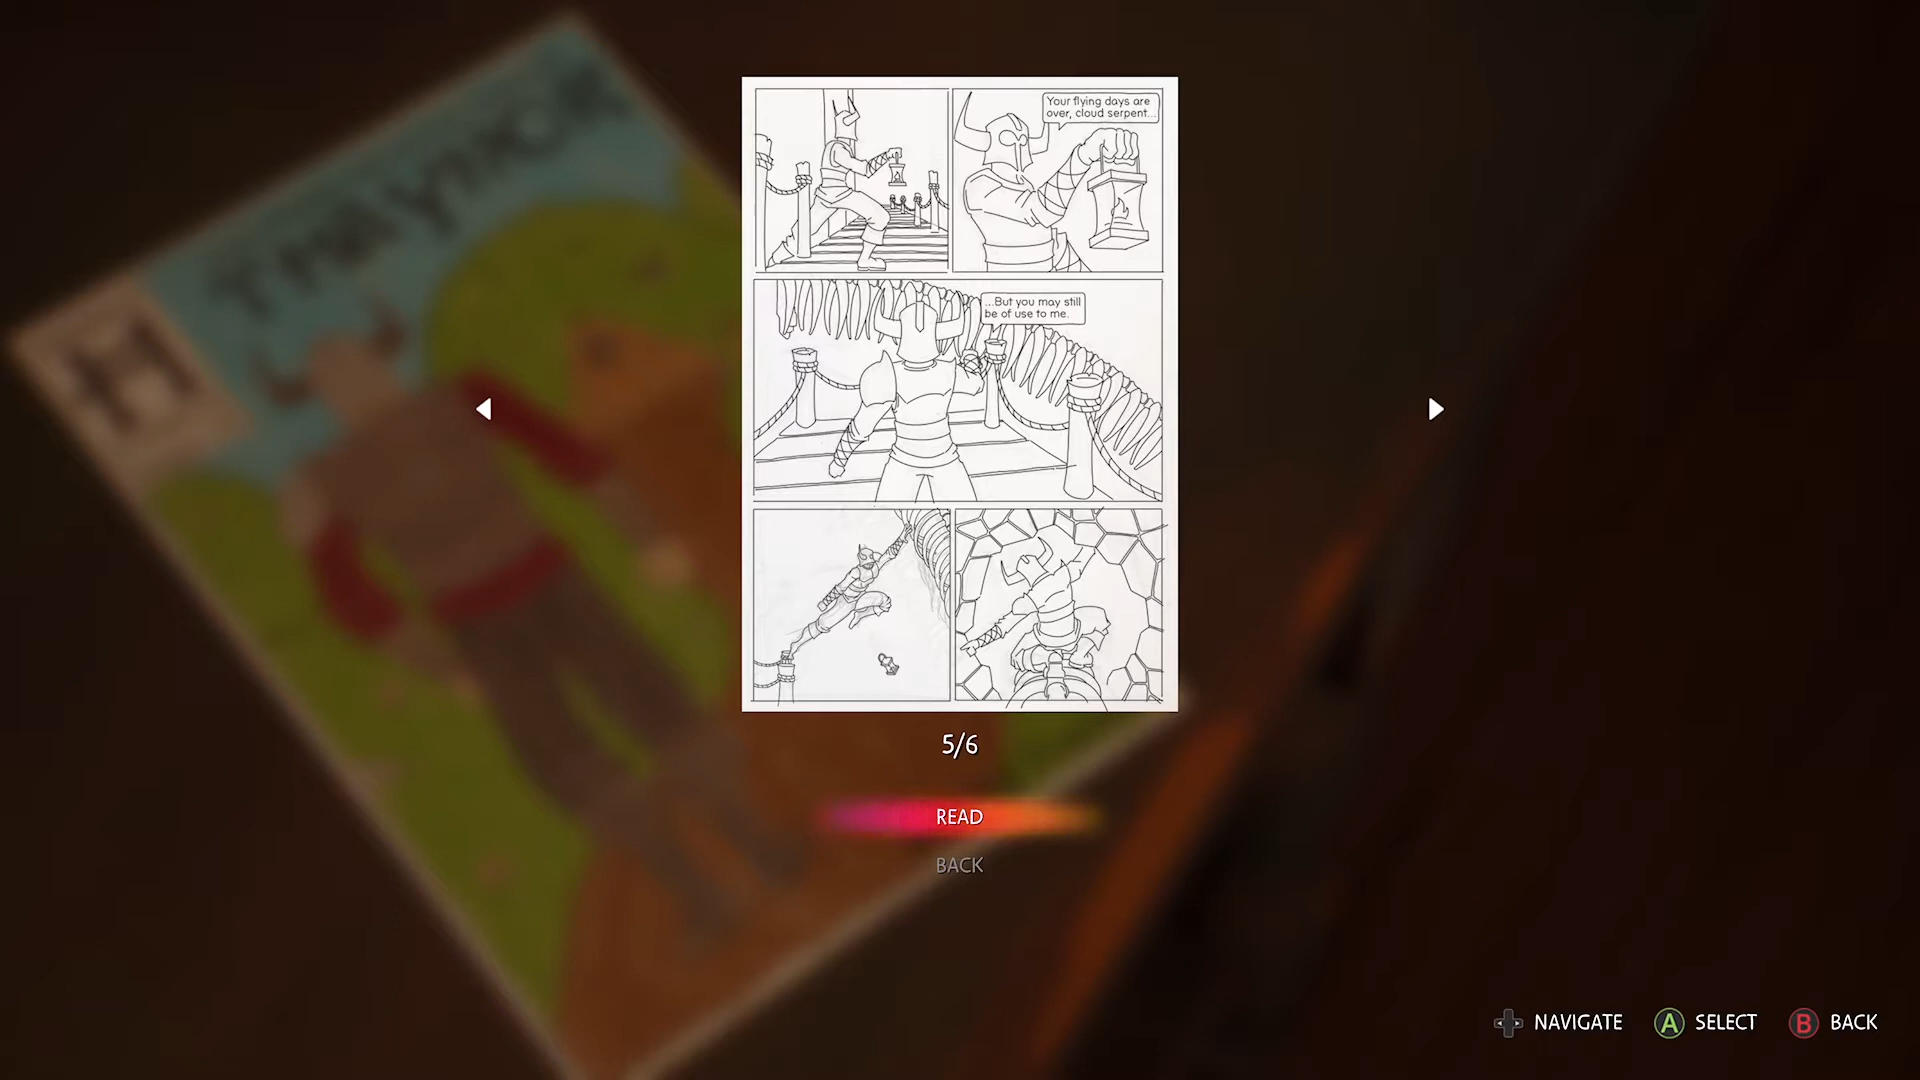 Your flying days are
over, cloud serpent...
...But you may still
be of use to me.
5/6
READ
BACK
NAVIGATE
A SELECT
B BACK